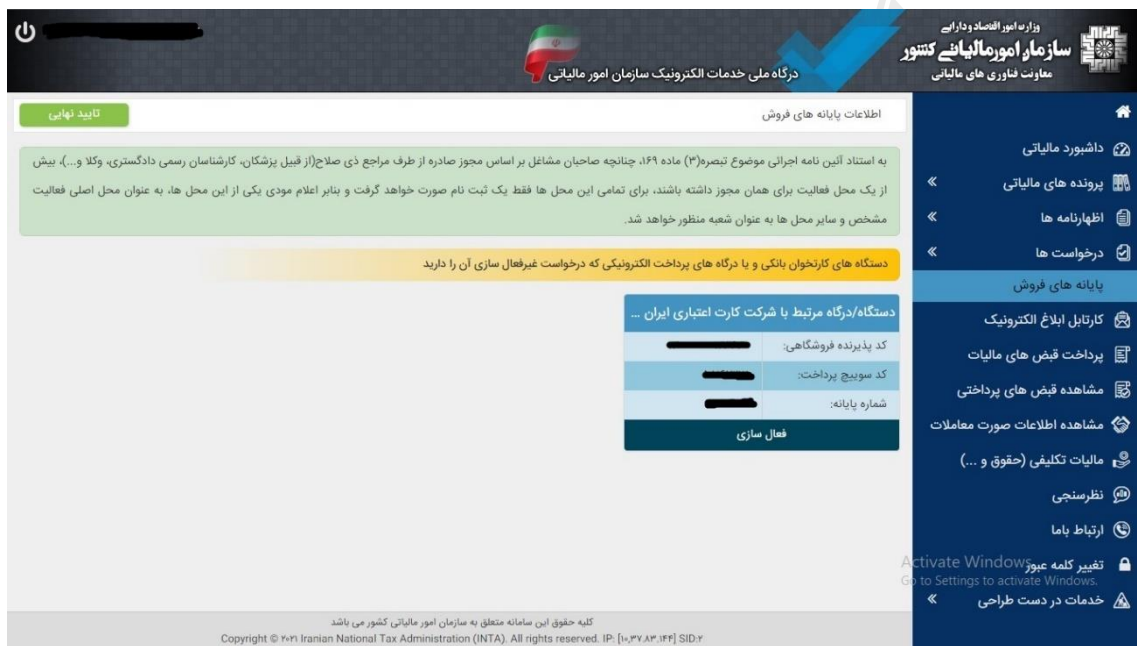 وزارت امور اقتصاد و دارایی
سازمان امور مالیاتی کشور
معاونت فناوری های مالیاتی
درگاه ملی خدمات الکترونیک سازمان امور مالیاتی
داشبورد مالیاتی
پرونده های مالیاتی
اظهارنامه ها
درخواست ها
پایانه های فروش
کارتابل ابلاغ الکترونیک
پرداخت قبض های مالیات
مشاهده قبض های پرداختی
مشاهده اطلاعات صورت معاملات
مالیات تکلیفی (حقوق و ...)
نظرسنجی
ارتباط باما
تغییر کلمه عبور
خدمات در دست طراحی
اطلاعات پایانه های فروش
تایید نهایی
به استناد آئین نامه اجرائی موضوع تبصره(۳) ماده ۱۶۹، چنانچه صاحبان مشاغل بر اساس مجوز صادره از طرف مراجع ذی صلاح(از قبیل پزشکان، کارشناسان رسمی دادگستری، وکلا و...)، بیش
از یک محل فعالیت برای همان مجوز داشته باشند، برای تمامی این محل ها فقط یک ثبت نام صورت خواهد گرفت و بنابر اعلام مودی یکی از این محل ها، به عنوان محل اصلی فعالیت
مشخص و سایر محل ها به عنوان شعبه منظور خواهد شد.
دستگاه های کارتخوان بانکی و یا درگاه های پرداخت الکترونیکی که درخواست غیرفعال سازی آن را دارید
دستگاه/درگاه مرتبط با شرکت کارت اعتباری ایران ...
کد پذیرنده فروشگاهی:
کد سوییچ پرداخت:
شماره پایانه:
فعال سازی
Activate Windows
Go to Settings to activate Windows.
کلیه حقوق این سامانه متعلق به سازمان امور مالیاتی کشور می باشد
Copyright © ۲۰۲۱ Iranian National Tax Administration (INTA). All rights reserved. IP: [۱۰,۳۷.۸۳.۱۴۴] SID:۲